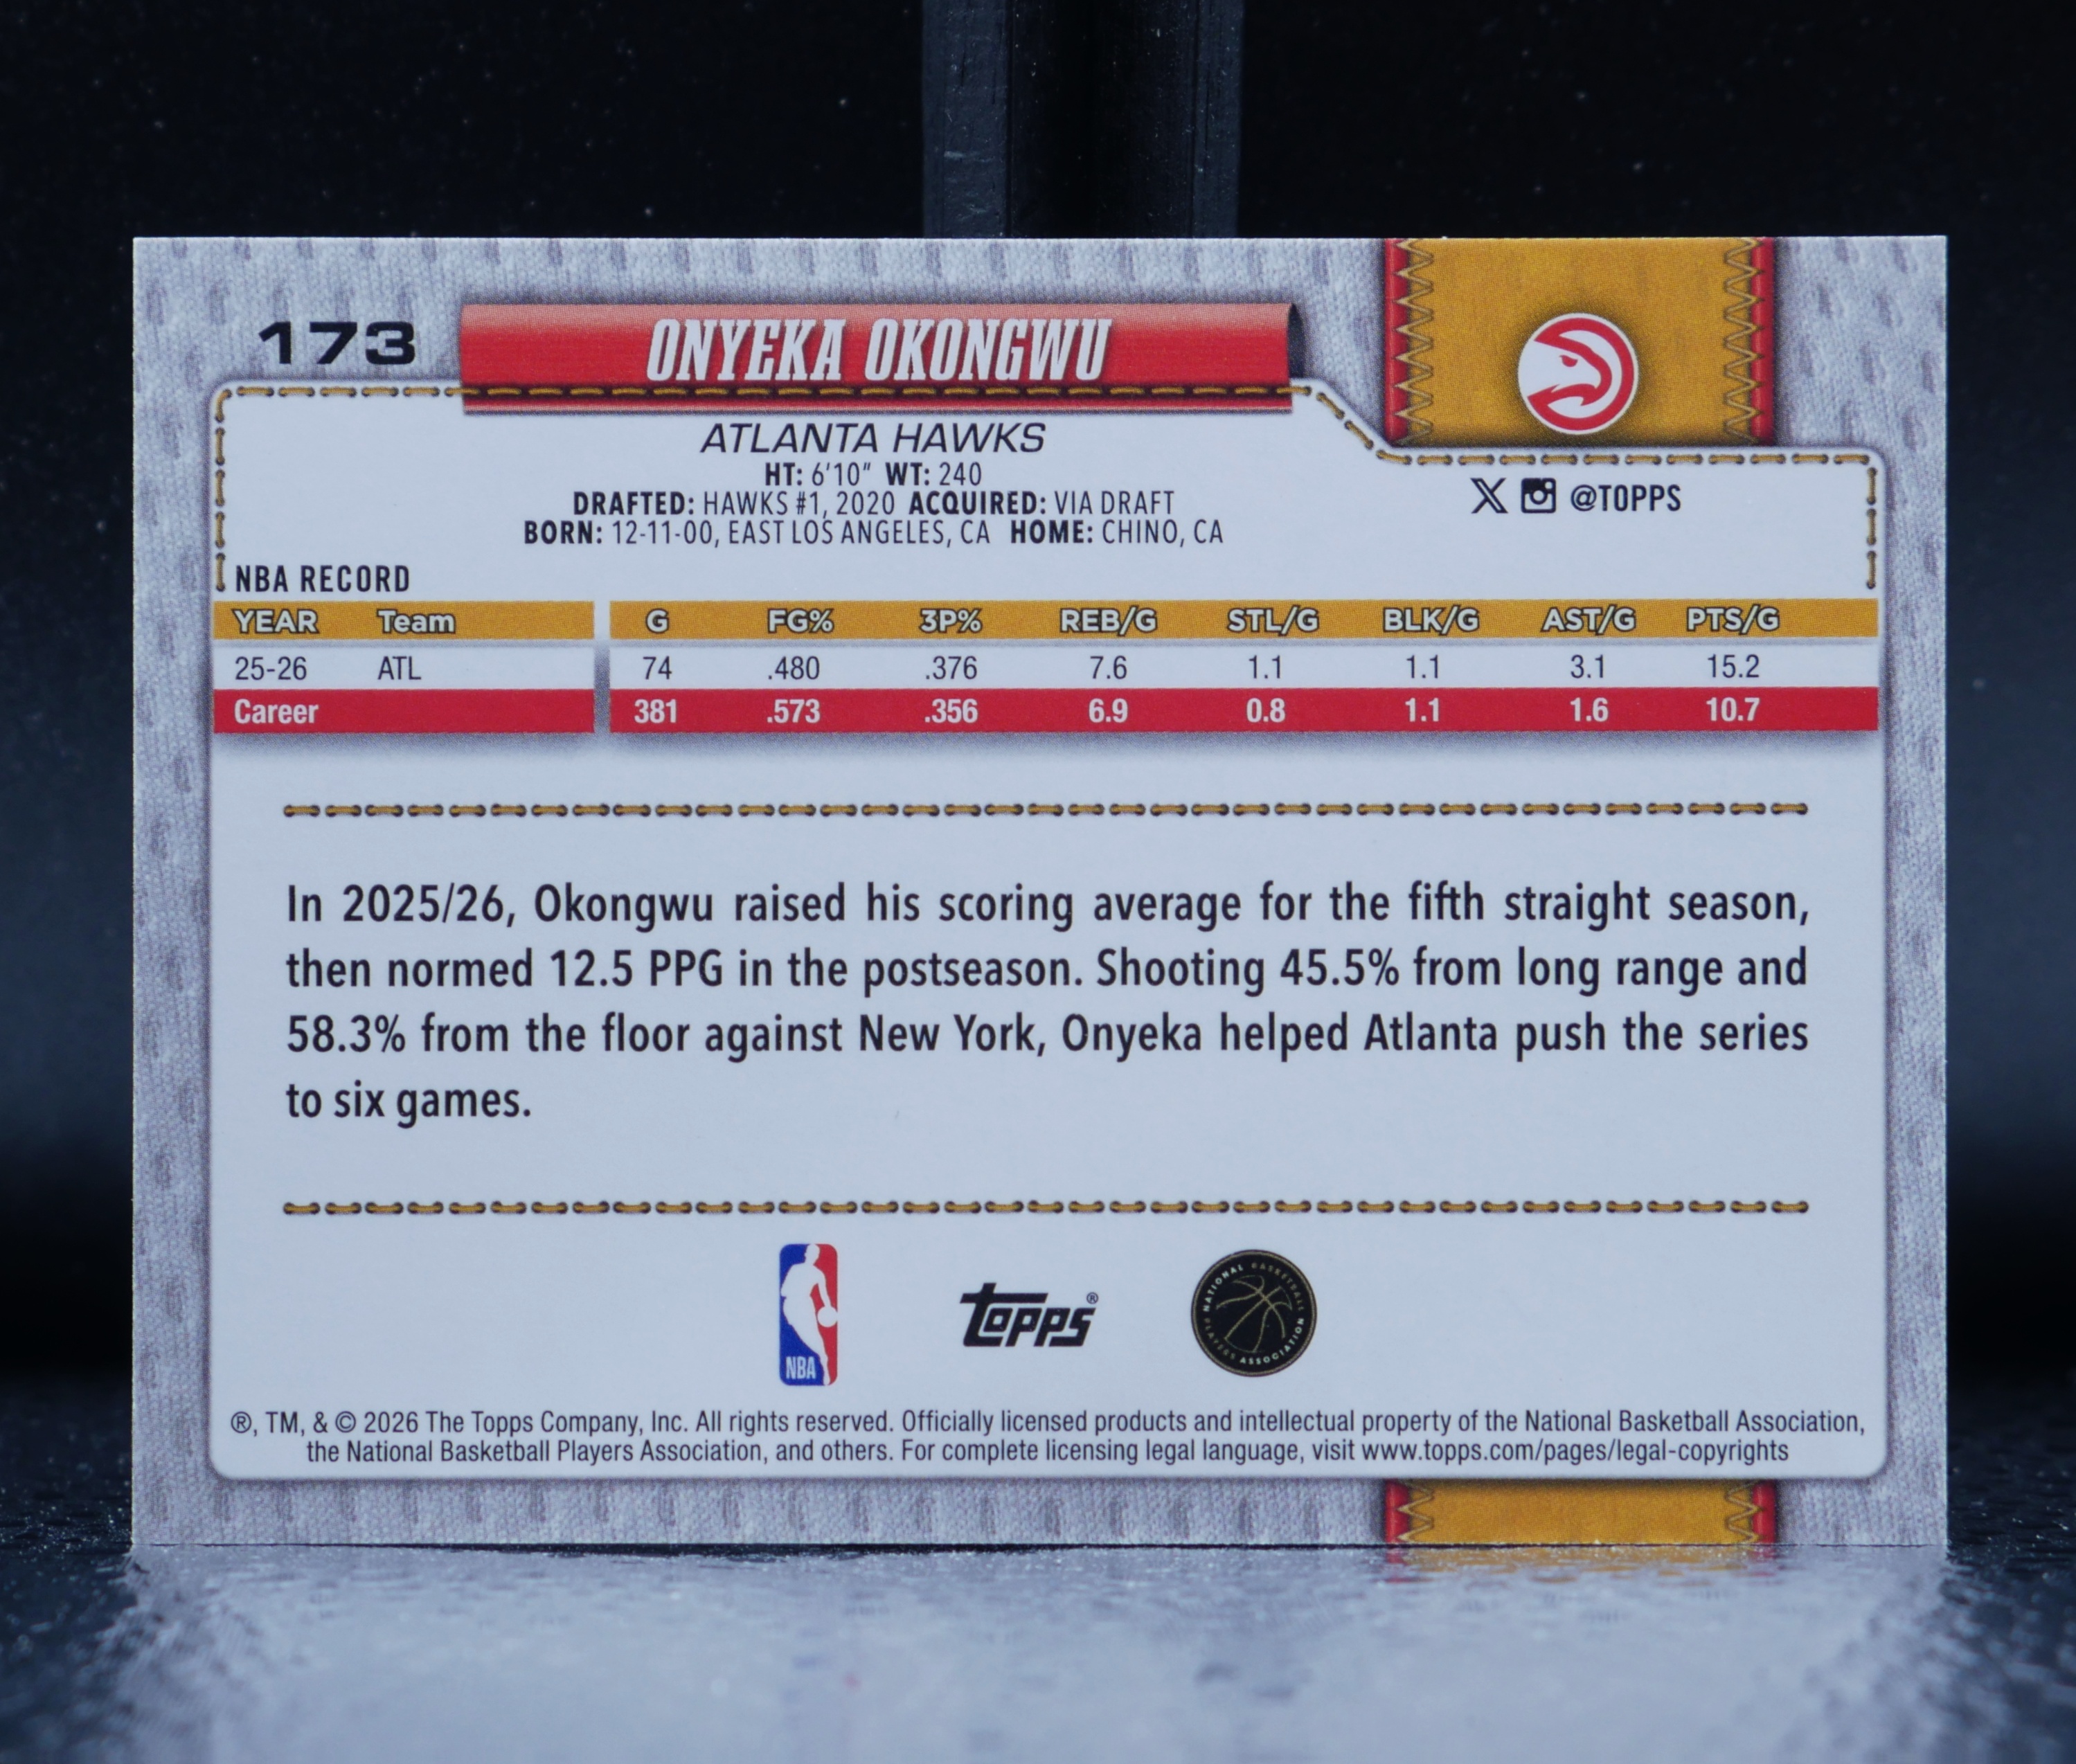 173
ONYEKA OKONGWU
ATLANTA HAWKS
HT: 6'10" WT: 240
DRAFTED: HAWKS #1, 2020 ACQUIRED: VIA DRAFT
BORN: 12-11-00, EAST LOS ANGELES, CA HOME: CHINO, CA
@TOPPS
NBA RECORD
YEAR Team G FG% 3P% REB/G STL/G BLK/G AST/G PTS/G
25-26 ATL 74 .480 .376 7.6 1.1 1.1 3.1 15.2
Career 381 .573 .356 6.9 0.8 1.1 1.6 10.7
In 2025/26, Okongwu raised his scoring average for the fifth straight season,
then normed 12.5 PPG in the postseason. Shooting 45.5% from long range and
58.3% from the floor against New York, Onyeka helped Atlanta push the series
to six games.
NBA
Topps®
NATIONAL BASKETBALL PLAYERS ASSOCIATION
®, TM, & © 2026 The Topps Company, Inc. All rights reserved. Officially licensed products and intellectual property of the National Basketball Association,
the National Basketball Players Association, and others. For complete licensing legal language, visit www.topps.com/pages/legal-copyrights